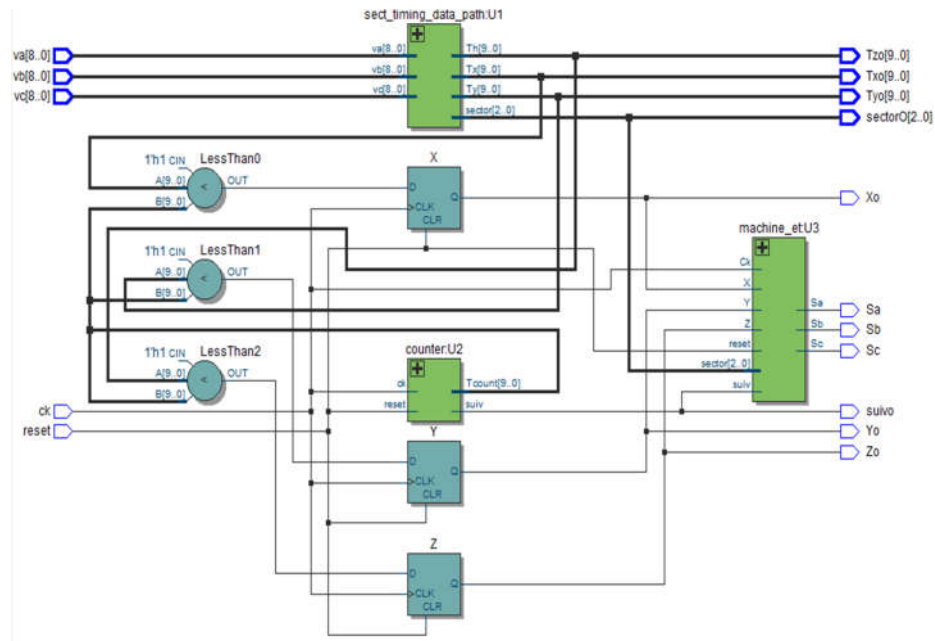 sect_timing_data_path:U1
va[8..0]
vb[8..0]
vc[8..0]
va[8..0]
vb[8..0]
vc[8..0]
Th[9..0]
Tx[9..0]
Ty[9..0]
sector[2..0]
Tzo[9..0]
Txo[9..0]
Tyo[9..0]
sectorO[2..0]
1'h1 CIN
LessThan0
A[9..0]
B[9..0]
<
OUT
X
D
CLK
CLR
Q
Xo
1'h1 CIN
LessThan1
A[9..0]
B[9..0]
<
OUT
machine_et:U3
Ck
X
Y
Z
reset
sector[2..0]
suiv
Sa
Sb
Sc
Sa
Sb
Sc
1'h1 CIN
LessThan2
A[9..0]
B[9..0]
<
OUT
counter:U2
ck
reset
Tcount[9..0]
suiv
ck
reset
suivo
Yo
Zo
Y
D
CLK
CLR
Q
Z
D
CLK
CLR
Q